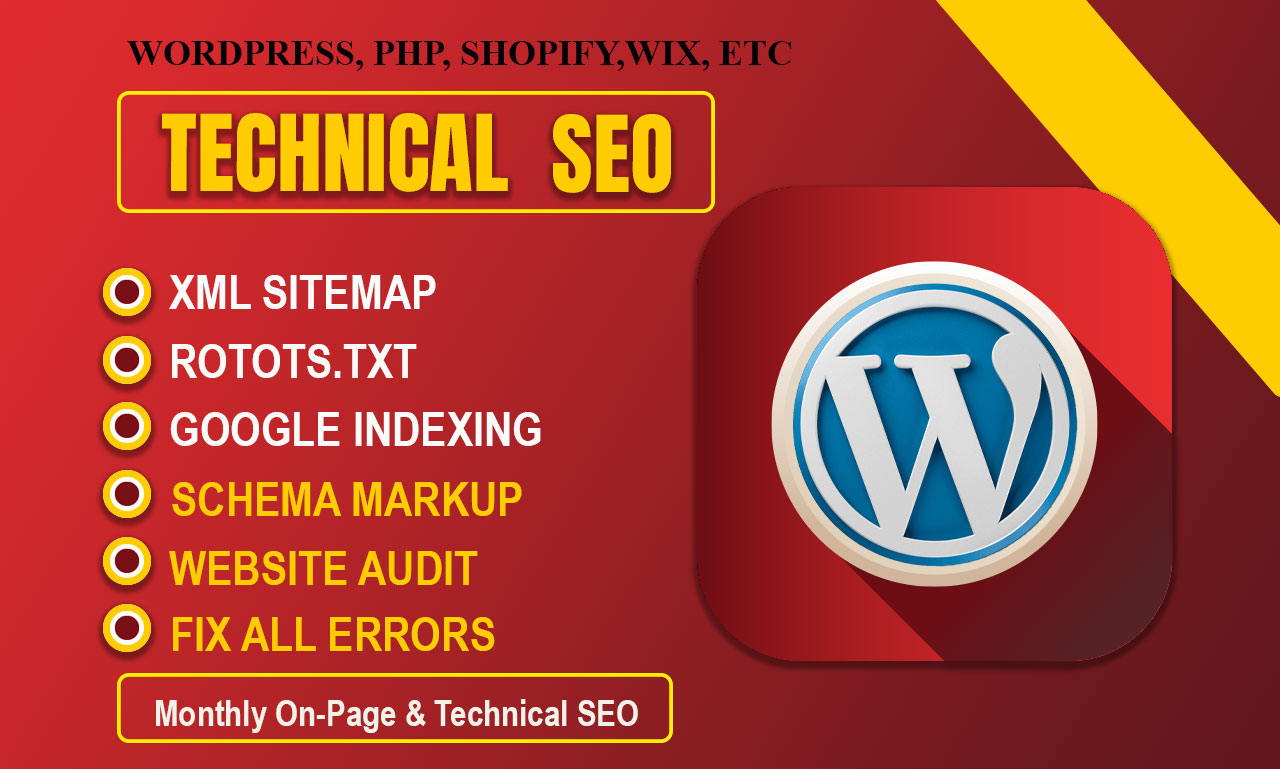 WORDPRESS, PHP, SHOPIFY,WIX, ETC
TECHNICAL SEO
XML SITEMAP
ROTOTS.TXT
GOOGLE INDEXING
SCHEMA MARKUP
WEBSITE AUDIT
FIX ALL ERRORS
Monthly On-Page & Technical SEO